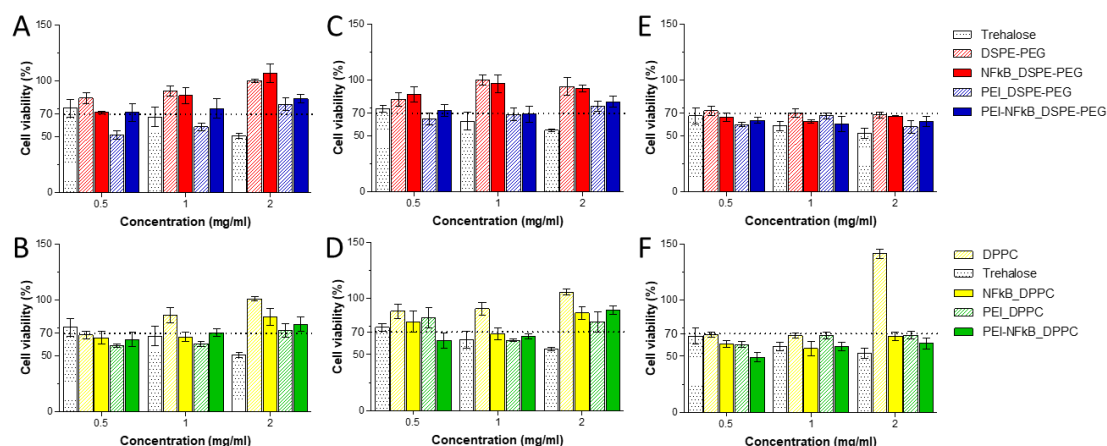 A
Cell viability (%)
150
100
70
50
0
0.5
1
2
Concentration (mg/ml)
C
Cell viability (%)
150
100
70
50
0
0.5
1
2
Concentration (mg/ml)
E
Cell viability (%)
150
100
70
50
0
0.5
1
2
Concentration (mg/ml)
Trehalose
DSPE-PEG
NFkB_DSPE-PEG
PEI_DSPE-PEG
PEI-NFkB_DSPE-PEG
B
Cell viability (%)
150
100
70
50
0
0.5
1
2
Concentration (mg/ml)
D
Cell viability (%)
150
100
70
50
0
0.5
1
2
Concentration (mg/ml)
F
Cell viability (%)
150
100
70
50
0
0.5
1
2
Concentration (mg/ml)
DPPC
Trehalose
NFkB_DPPC
PEI_DPPC
PEI-NFkB_DPPC